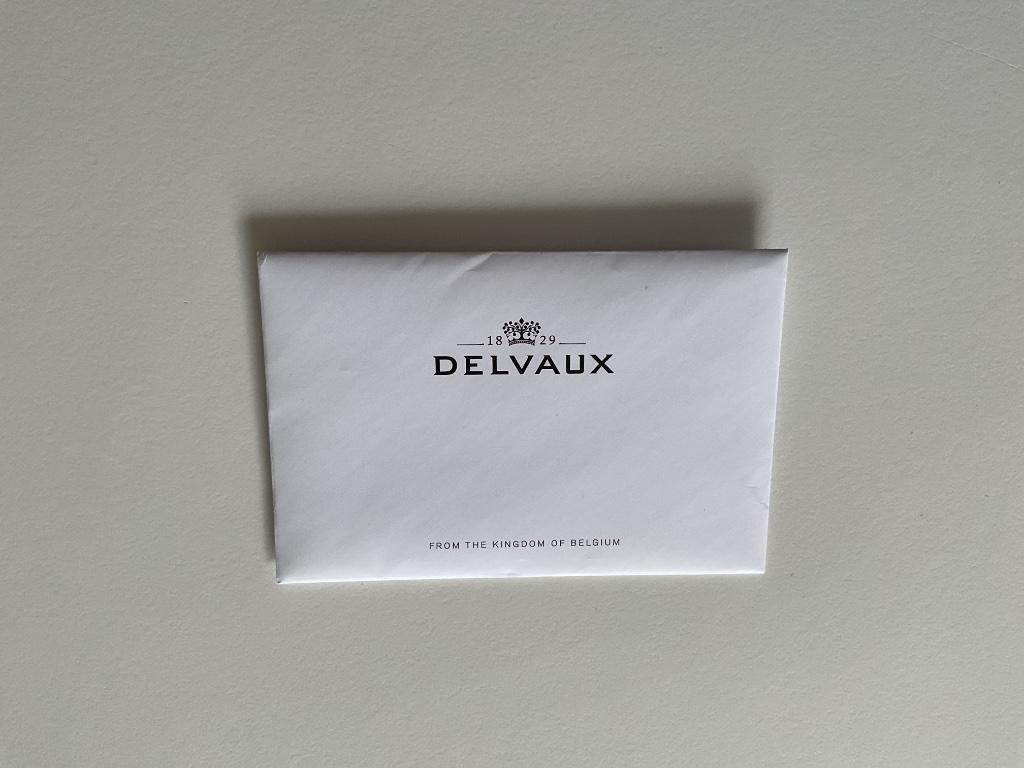 18 29
DELVAUX
FROM THE KINGDOM OF BELGIUM